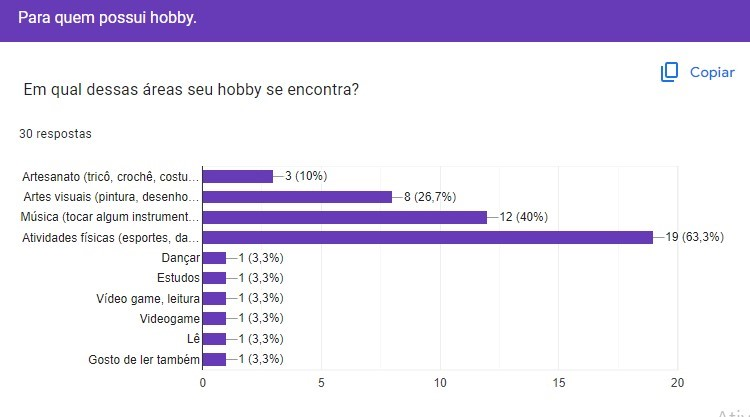 Para quem possui hobby.
Copiar
Em qual dessas áreas seu hobby se encontra?
30 respostas
Artesanato (tricô, crochê, costu... 3 (10%)
Artes visuais (pintura, desenho... 8 (26,7%)
Música (tocar algum instrument... 12 (40%)
Atividades físicas (esportes, da... 19 (63,3%)
Dançar 1 (3,3%)
Estudos 1 (3,3%)
Vídeo game, leitura 1 (3,3%)
Videogame 1 (3,3%)
Lê 1 (3,3%)
Gosto de ler também 1 (3,3%)
0 5 10 15 20